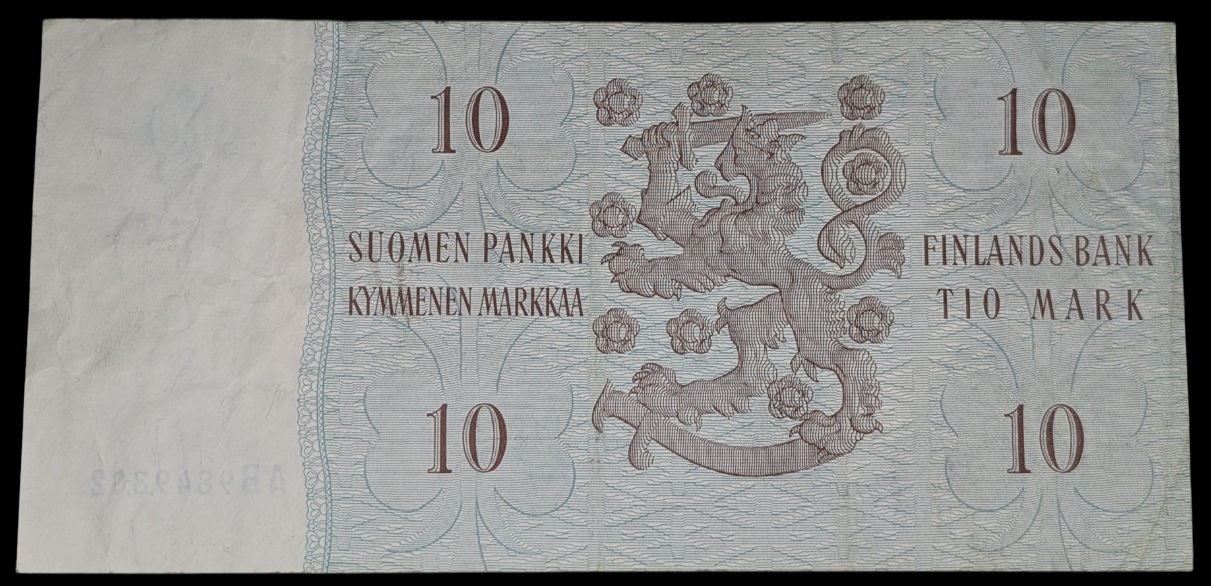 10
10
SUOMEN PANKKI
KYMMENEN MARKKAA
FINLANDS BANK
TIO MARK
10
10